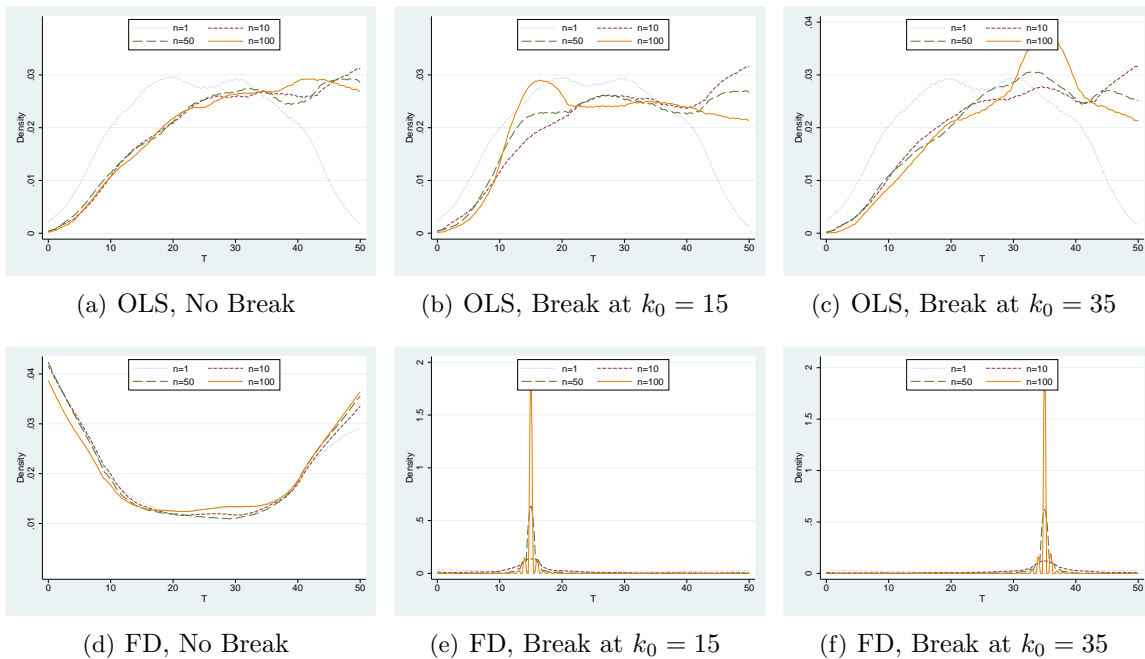 n=1 n=10
n=50 n=100
Density
0 .01 .02 .03
0 10 20 30 40 50
T
(a) OLS, No Break
n=1 n=10
n=50 n=100
Density
0 .01 .02 .03
0 10 20 30 40 50
T
(b) OLS, Break at k₀ = 15
n=1 n=10
n=50 n=100
Density
0 .01 .02 .03 .04
0 10 20 30 40 50
T
(c) OLS, Break at k₀ = 35
n=1 n=10
n=50 n=100
Density
.01 .02 .03 .04
0 10 20 30 40 50
T
(d) FD, No Break
n=1 n=10
n=50 n=100
Density
0 .5 1 1.5 2
0 10 20 30 40 50
T
(e) FD, Break at k₀ = 15
n=1 n=10
n=50 n=100
Density
0 .5 1 1.5 2
0 10 20 30 40 50
T
(f) FD, Break at k₀ = 35